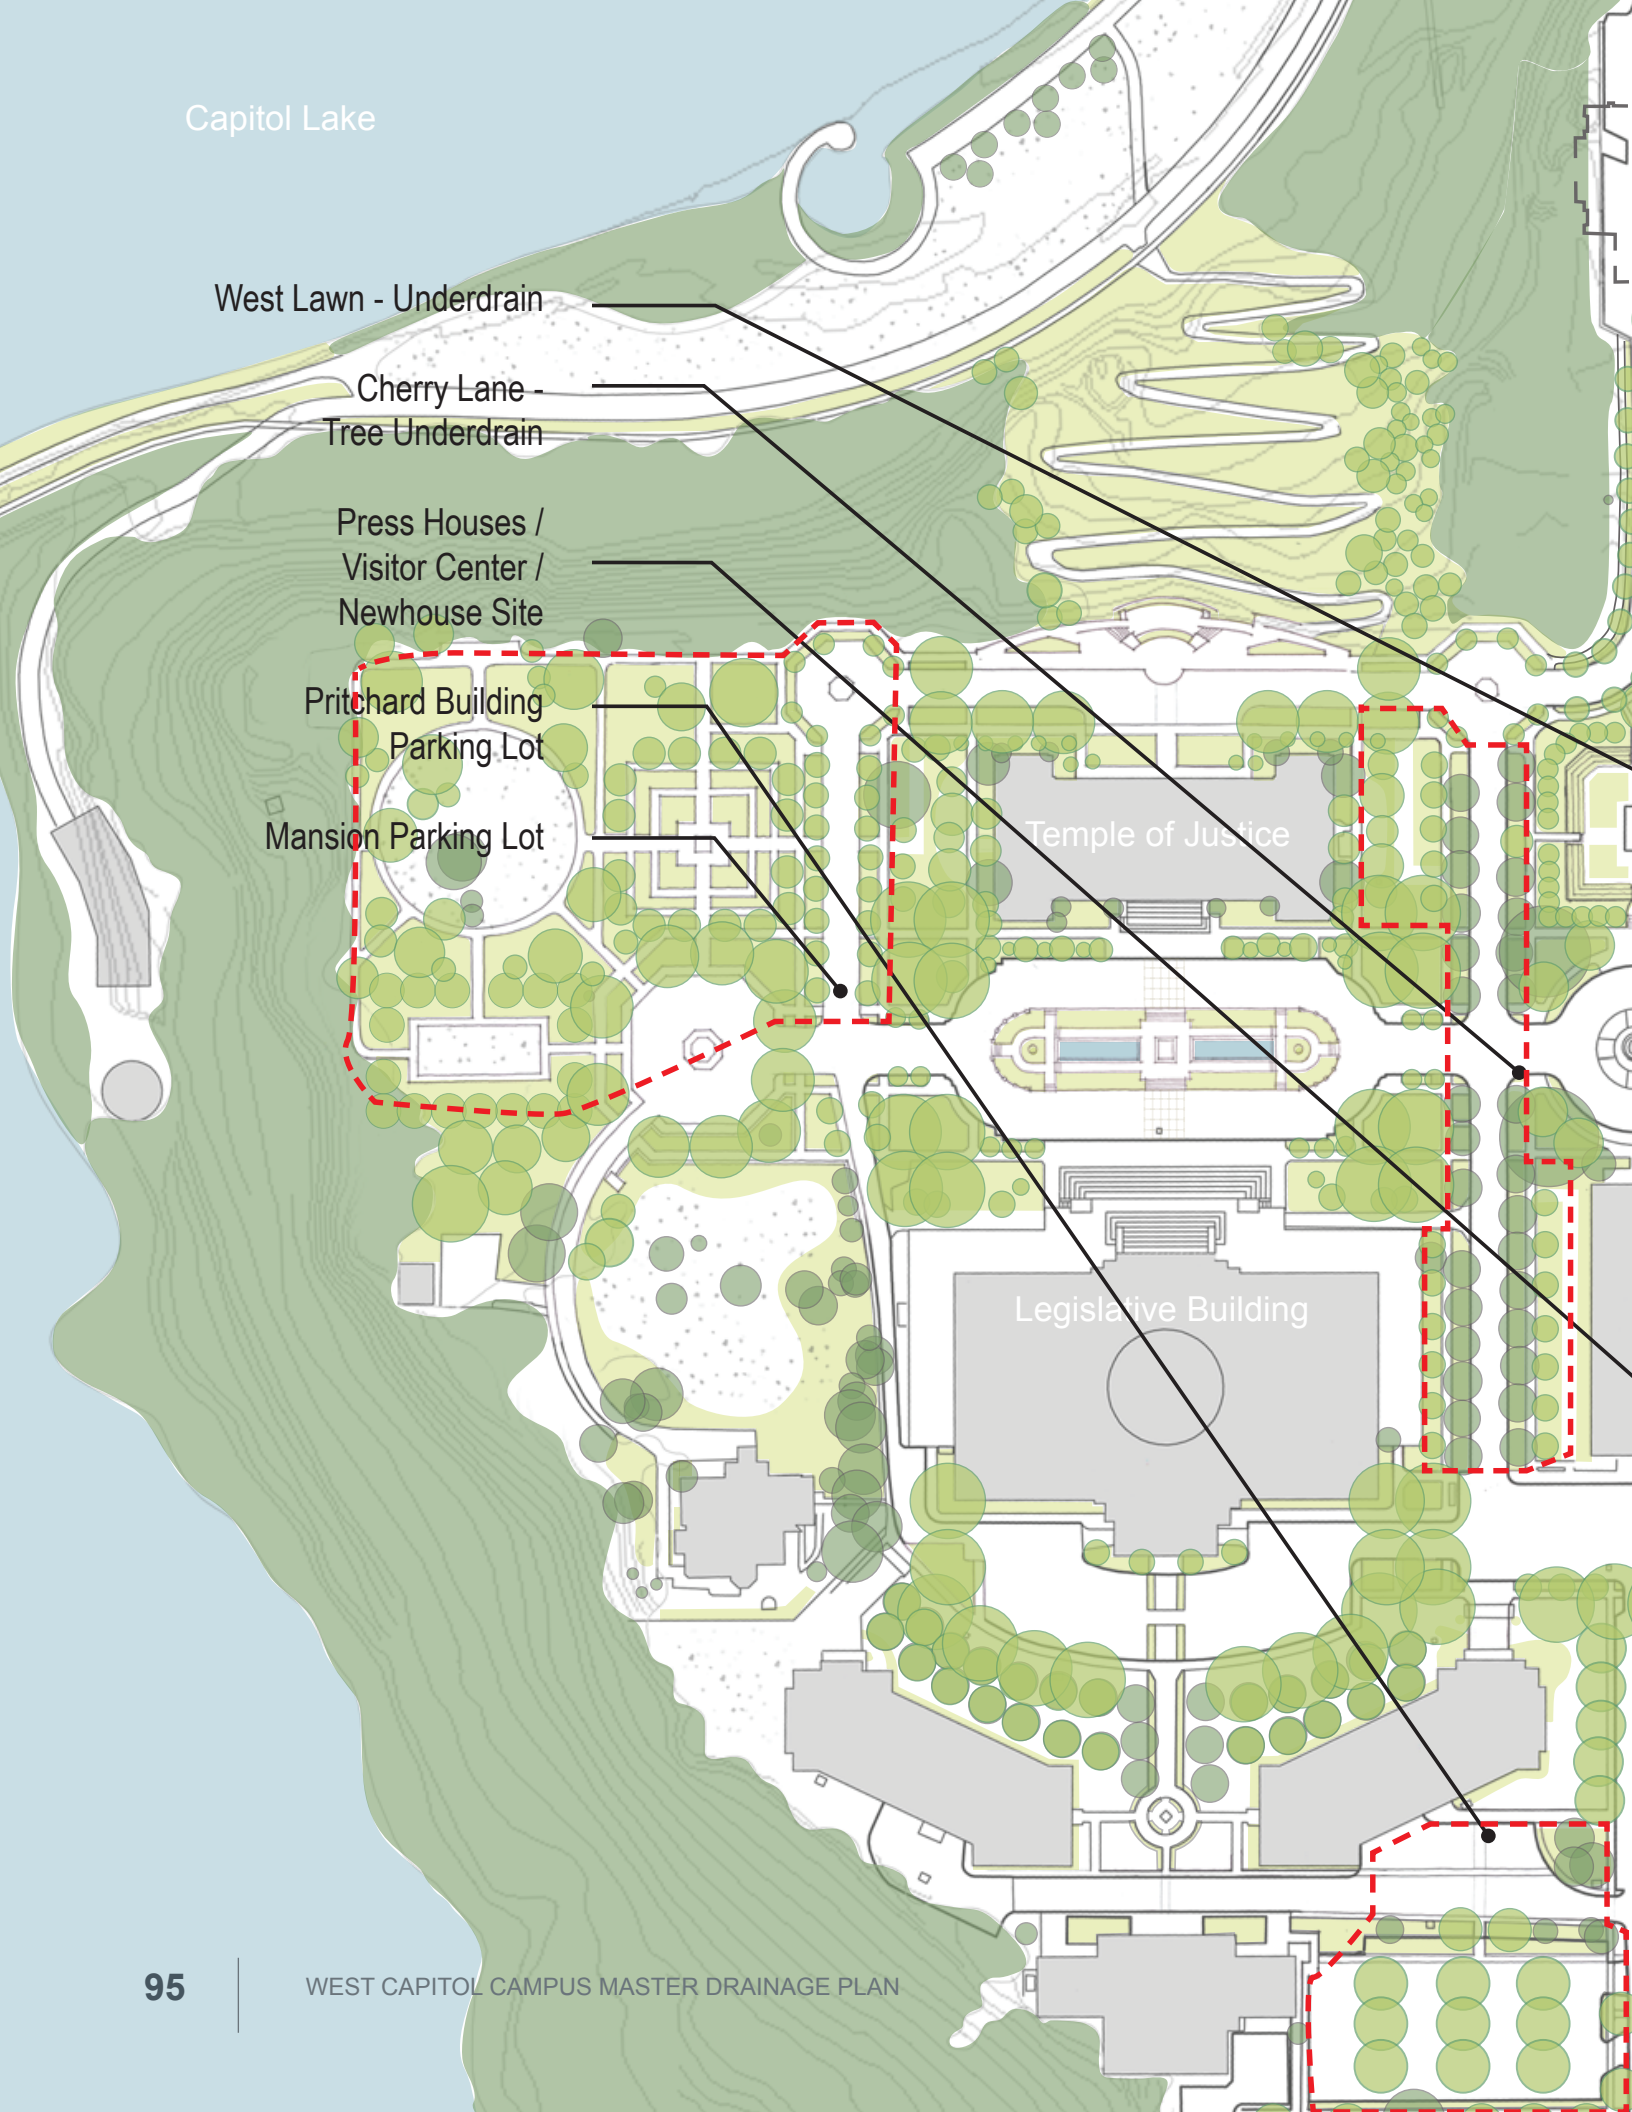 Capitol Lake
West Lawn - Underdrain
Cherry Lane -
Tree Underdrain
Press Houses /
Visitor Center /
Newhouse Site
Pritchard Building
Parking Lot
Mansion Parking Lot
Temple of Justice
Legislative Building
95
WEST CAPITOL CAMPUS MASTER DRAINAGE PLAN